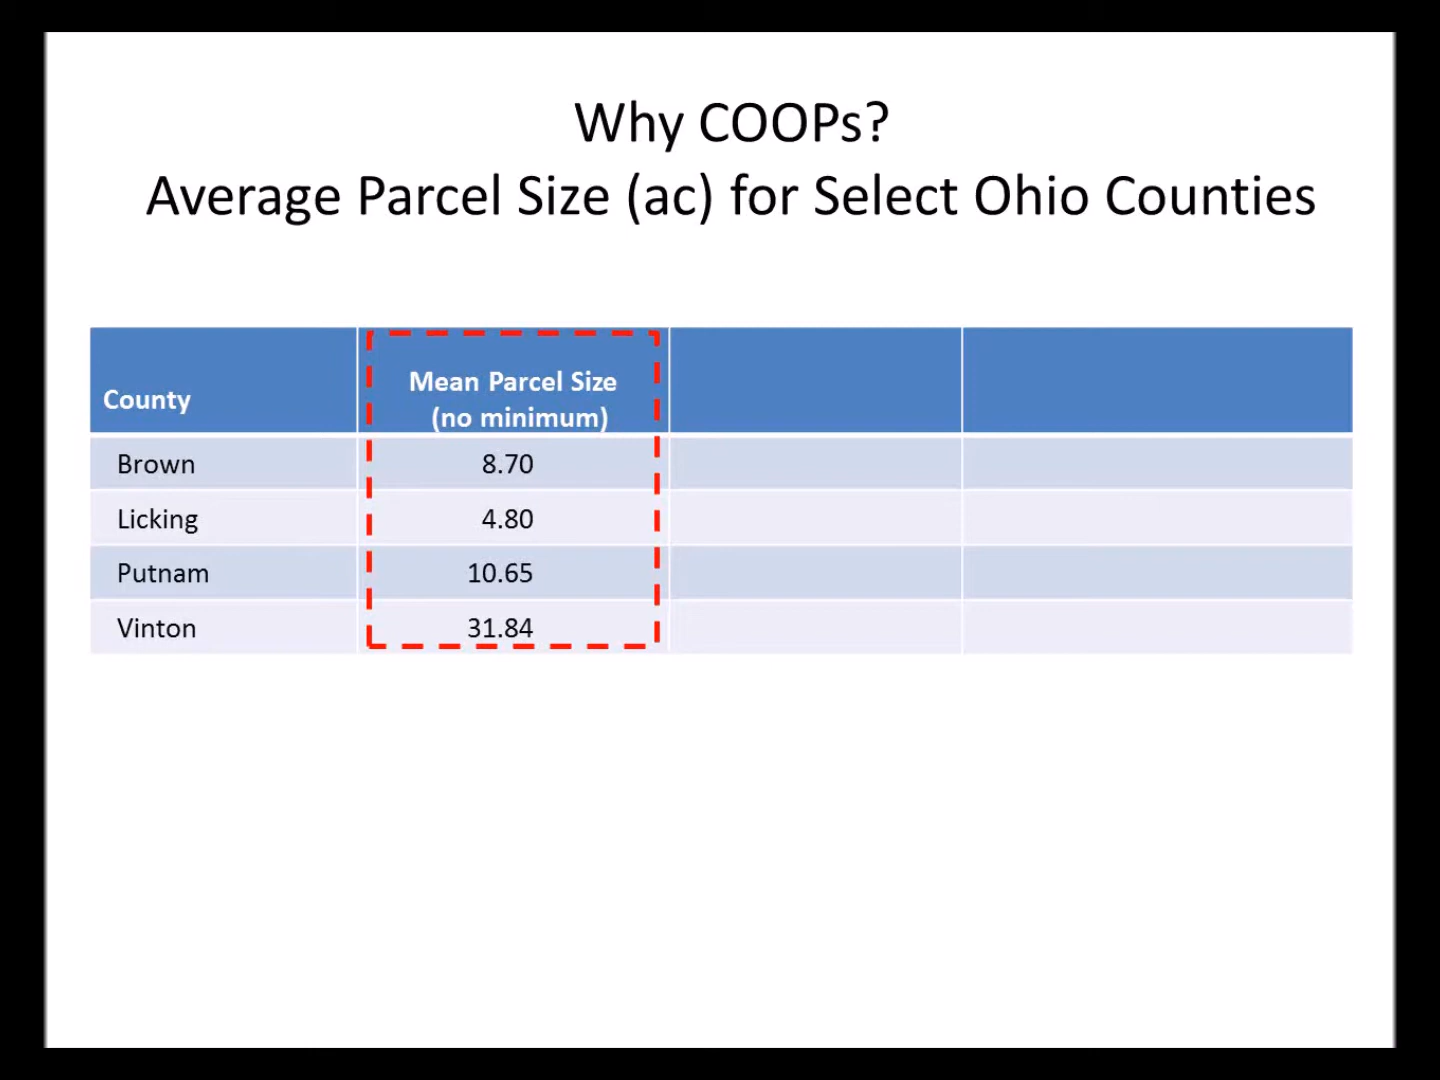 Why COOPs?
Average Parcel Size (ac) for Select Ohio Counties
County
Mean Parcel Size
(no minimum)
Brown 8.70
Licking 4.80
Putnam 10.65
Vinton 31.84